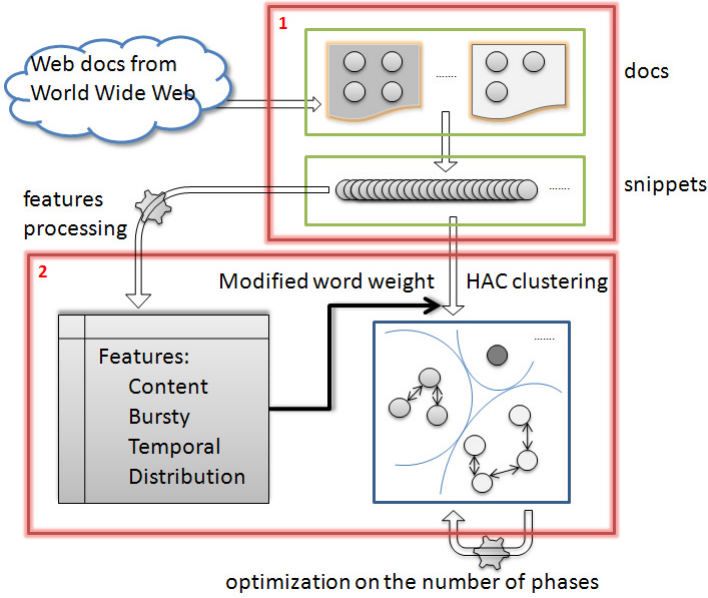 1
Web docs from
World Wide Web
.......
docs
.......
snippets
features
processing
2
Modified word weight
HAC clustering
.......
Features:
Content
Bursty
Temporal
Distribution
optimization on the number of phases